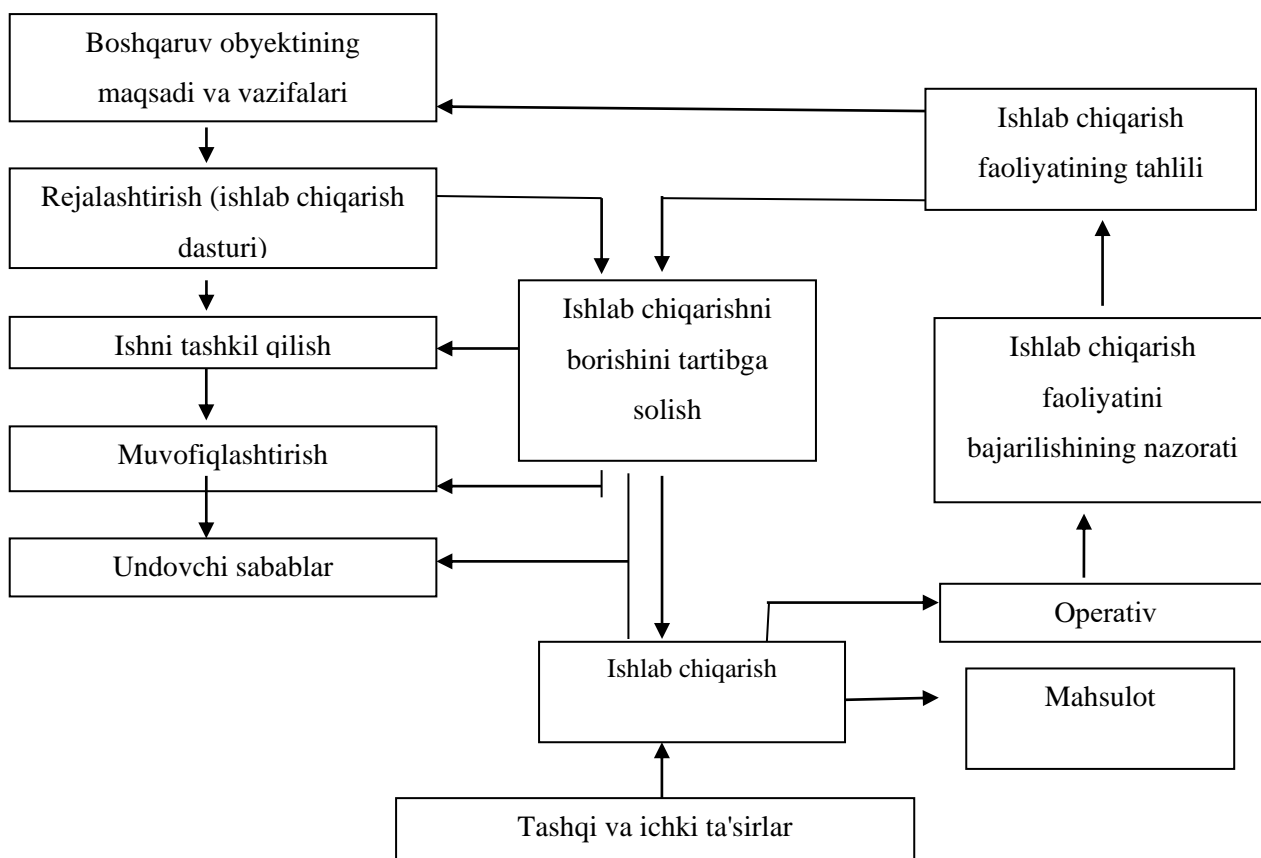 Boshqaruv obyektining
maqsadi va vazifalari
Rejalashtirish (ishlab chiqarish
dasturi)
Ishni tashkil qilish
Muvofiqlashtirish
Undovchi sabablar
Ishlab chiqarishni
borishini tartibga
solish
Ishlab chiqarish
Tashqi va ichki ta'sirlar
Ishlab chiqarish
faoliyatining tahlili
Ishlab chiqarish
faoliyatini
bajarilishining nazorati
Operativ
Mahsulot